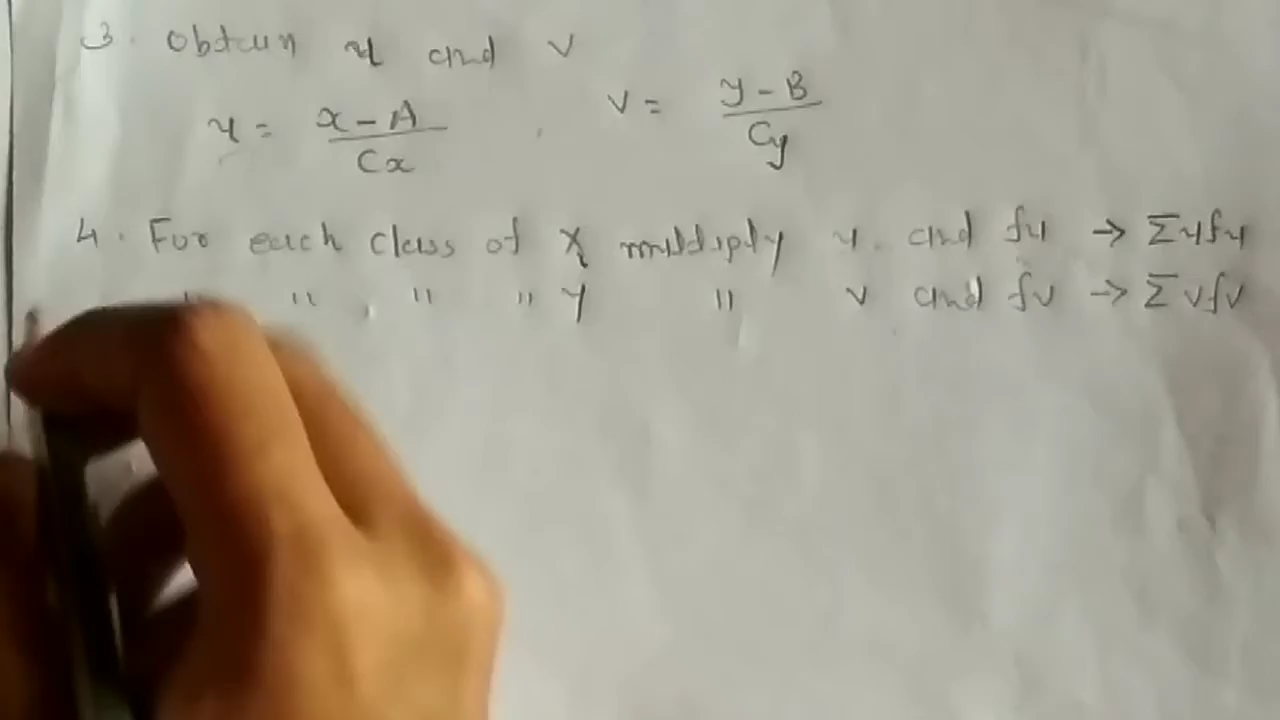 3. Obtain u and v
u = x - A / Cx , v = y - B / Cy
4. For each class of X multiply u and fu → Σufu
" " " " Y " v and fv → Σvfv